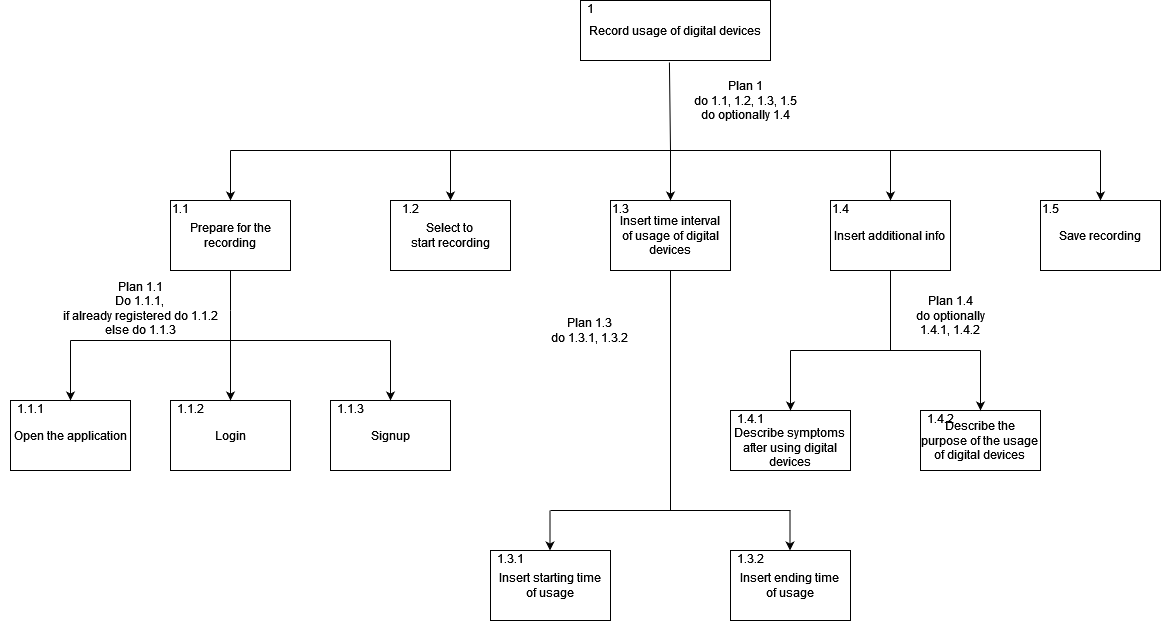 1
Record usage of digital devices
Plan 1
do 1.1, 1.2, 1.3, 1.5
do optionally 1.4
1.1
Prepare for the
recording
1.2
Select to
start recording
1.3
Insert time interval
of usage of digital
devices
1.4
Insert additional info
1.5
Save recording
Plan 1.1
Do 1.1.1,
if already registered do 1.1.2
else do 1.1.3
Plan 1.3
do 1.3.1, 1.3.2
Plan 1.4
do optionally
1.4.1, 1.4.2
1.1.1
Open the application
1.1.2
Login
1.1.3
Signup
1.4.1
Describe symptoms
after using digital
devices
1.4.2
Describe the
purpose of the usage
of digital devices
1.3.1
Insert starting time
of usage
1.3.2
Insert ending time
of usage